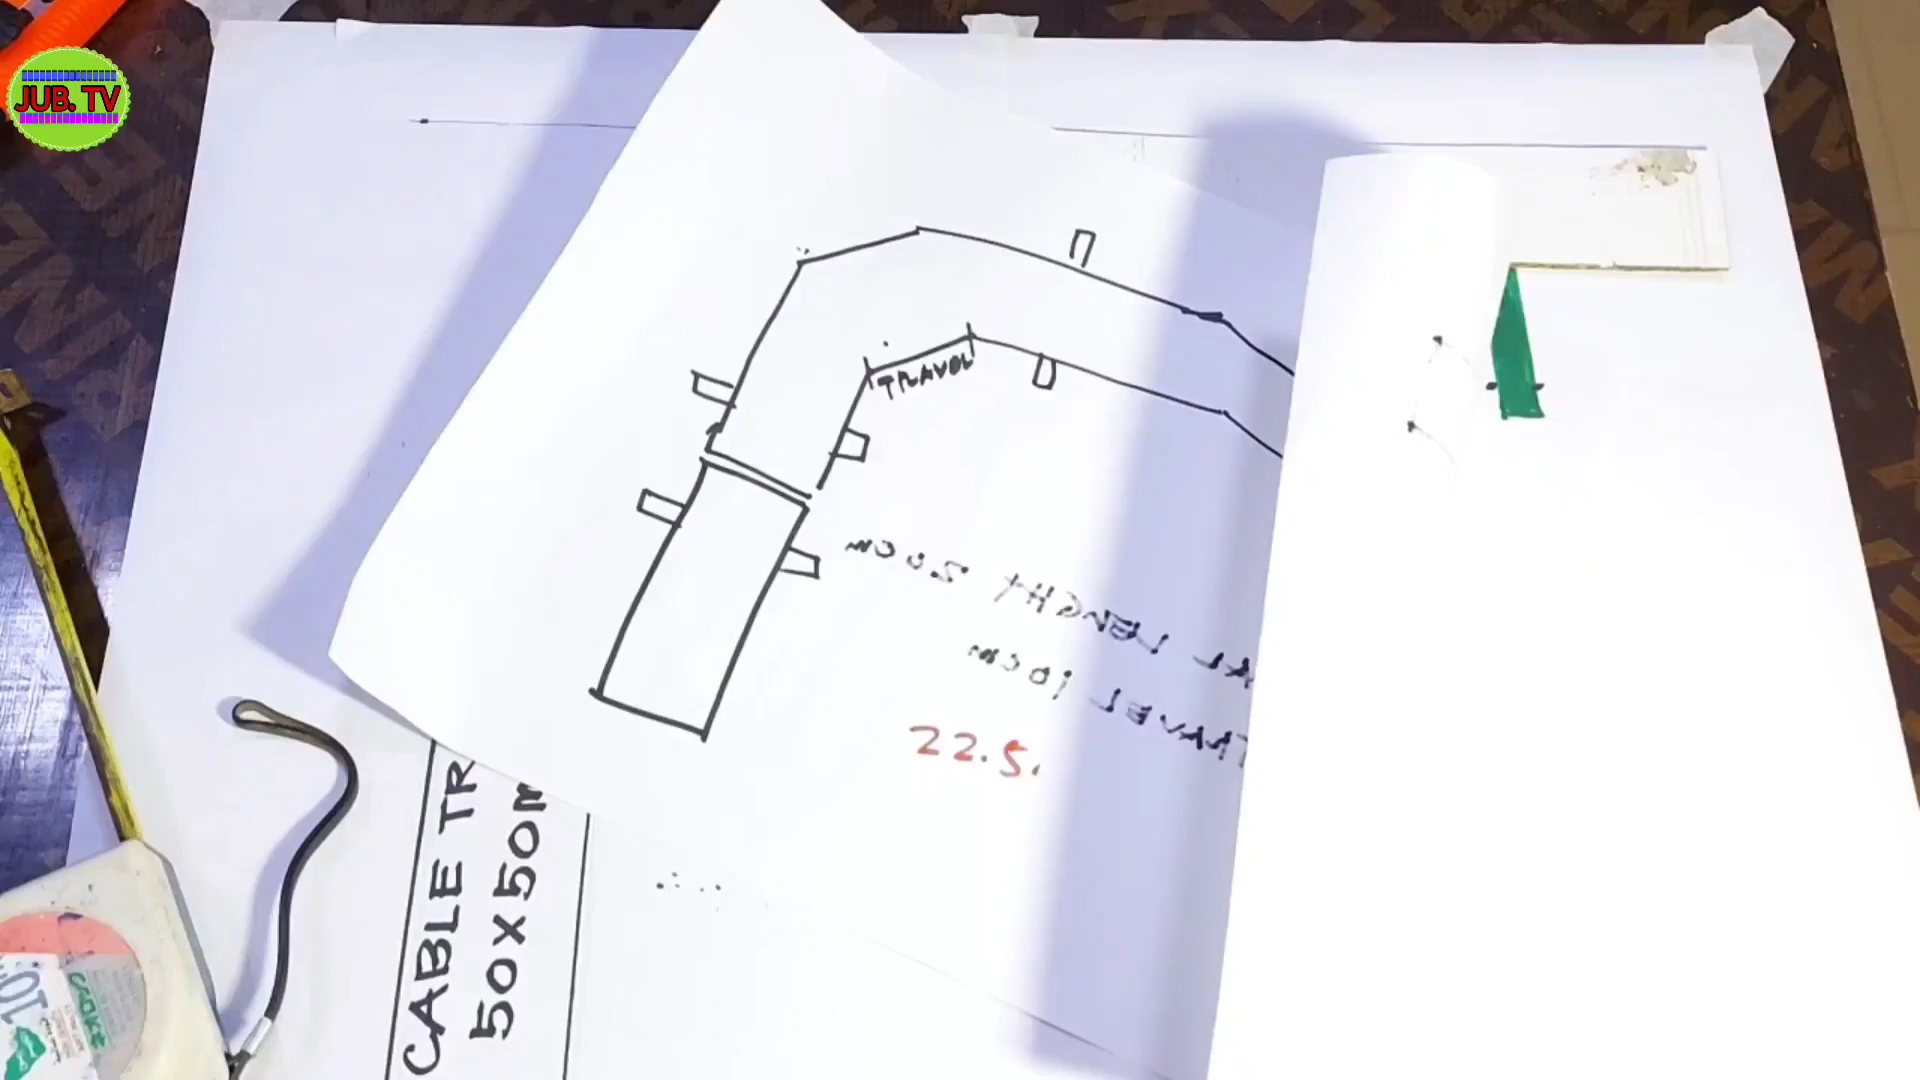 JUB. TV
TRAVEL
LENGHT 20CM
TRAVEL 10CM
22.5.
CABLE TR
50X50M